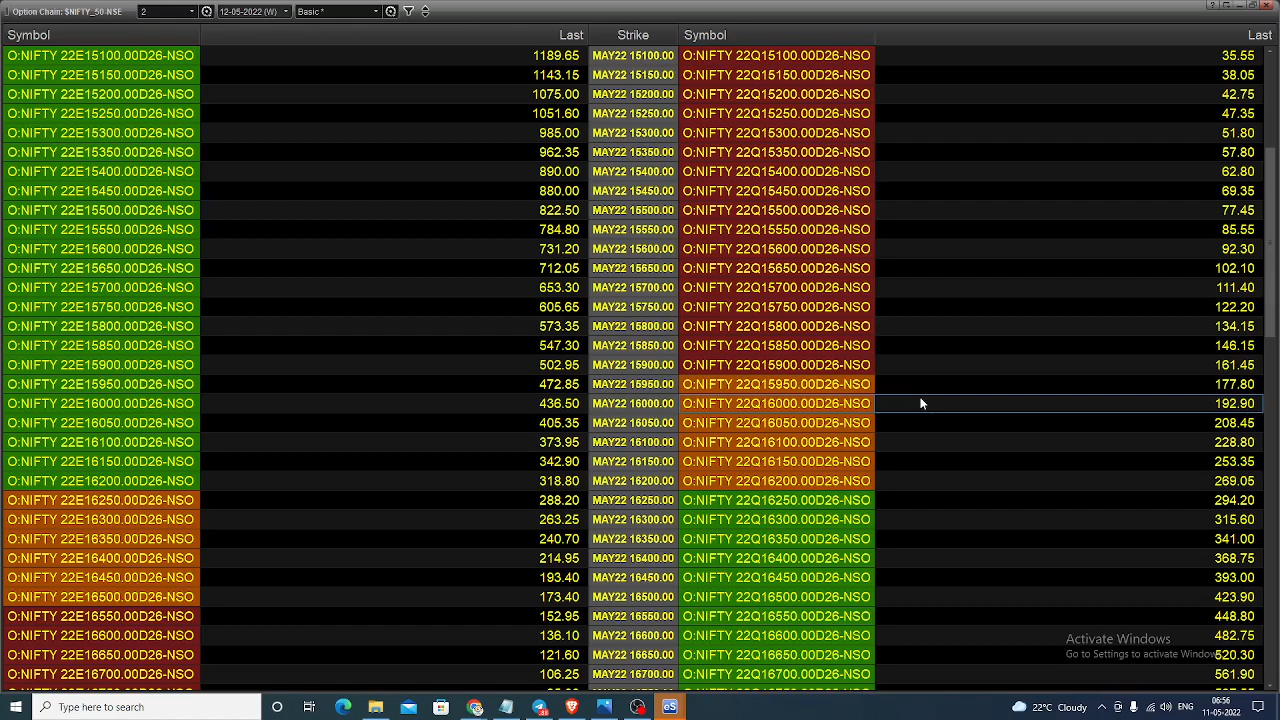 Option Chain: $NIFTY_50-NSE 2 12-05-2022 (W) Basic*
Symbol Last Strike Symbol Last
O:NIFTY 22E15100.00D26-NSO 1189.65 MAY22 15100.00 O:NIFTY 22Q15100.00D26-NSO 35.55
O:NIFTY 22E15150.00D26-NSO 1143.15 MAY22 15150.00 O:NIFTY 22Q15150.00D26-NSO 38.05
O:NIFTY 22E15200.00D26-NSO 1075.00 MAY22 15200.00 O:NIFTY 22Q15200.00D26-NSO 42.75
O:NIFTY 22E15250.00D26-NSO 1051.60 MAY22 15250.00 O:NIFTY 22Q15250.00D26-NSO 47.35
O:NIFTY 22E15300.00D26-NSO 985.00 MAY22 15300.00 O:NIFTY 22Q15300.00D26-NSO 51.80
O:NIFTY 22E15350.00D26-NSO 962.35 MAY22 15350.00 O:NIFTY 22Q15350.00D26-NSO 57.80
O:NIFTY 22E15400.00D26-NSO 890.00 MAY22 15400.00 O:NIFTY 22Q15400.00D26-NSO 62.80
O:NIFTY 22E15450.00D26-NSO 880.00 MAY22 15450.00 O:NIFTY 22Q15450.00D26-NSO 69.35
O:NIFTY 22E15500.00D26-NSO 822.50 MAY22 15500.00 O:NIFTY 22Q15500.00D26-NSO 77.45
O:NIFTY 22E15550.00D26-NSO 784.80 MAY22 15550.00 O:NIFTY 22Q15550.00D26-NSO 85.55
O:NIFTY 22E15600.00D26-NSO 731.20 MAY22 15600.00 O:NIFTY 22Q15600.00D26-NSO 92.30
O:NIFTY 22E15650.00D26-NSO 712.05 MAY22 15650.00 O:NIFTY 22Q15650.00D26-NSO 102.10
O:NIFTY 22E15700.00D26-NSO 653.30 MAY22 15700.00 O:NIFTY 22Q15700.00D26-NSO 111.40
O:NIFTY 22E15750.00D26-NSO 605.65 MAY22 15750.00 O:NIFTY 22Q15750.00D26-NSO 122.20
O:NIFTY 22E15800.00D26-NSO 573.35 MAY22 15800.00 O:NIFTY 22Q15800.00D26-NSO 134.15
O:NIFTY 22E15850.00D26-NSO 547.30 MAY22 15850.00 O:NIFTY 22Q15850.00D26-NSO 146.15
O:NIFTY 22E15900.00D26-NSO 502.95 MAY22 15900.00 O:NIFTY 22Q15900.00D26-NSO 161.45
O:NIFTY 22E15950.00D26-NSO 472.85 MAY22 15950.00 O:NIFTY 22Q15950.00D26-NSO 177.80
O:NIFTY 22E16000.00D26-NSO 436.50 MAY22 16000.00 O:NIFTY 22Q16000.00D26-NSO 192.90
O:NIFTY 22E16050.00D26-NSO 405.35 MAY22 16050.00 O:NIFTY 22Q16050.00D26-NSO 208.45
O:NIFTY 22E16100.00D26-NSO 373.95 MAY22 16100.00 O:NIFTY 22Q16100.00D26-NSO 228.80
O:NIFTY 22E16150.00D26-NSO 342.90 MAY22 16150.00 O:NIFTY 22Q16150.00D26-NSO 253.35
O:NIFTY 22E16200.00D26-NSO 318.80 MAY22 16200.00 O:NIFTY 22Q16200.00D26-NSO 269.05
O:NIFTY 22E16250.00D26-NSO 288.20 MAY22 16250.00 O:NIFTY 22Q16250.00D26-NSO 294.20
O:NIFTY 22E16300.00D26-NSO 263.25 MAY22 16300.00 O:NIFTY 22Q16300.00D26-NSO 315.60
O:NIFTY 22E16350.00D26-NSO 240.70 MAY22 16350.00 O:NIFTY 22Q16350.00D26-NSO 341.00
O:NIFTY 22E16400.00D26-NSO 214.95 MAY22 16400.00 O:NIFTY 22Q16400.00D26-NSO 368.75
O:NIFTY 22E16450.00D26-NSO 193.40 MAY22 16450.00 O:NIFTY 22Q16450.00D26-NSO 393.00
O:NIFTY 22E16500.00D26-NSO 173.40 MAY22 16500.00 O:NIFTY 22Q16500.00D26-NSO 423.90
O:NIFTY 22E16550.00D26-NSO 152.95 MAY22 16550.00 O:NIFTY 22Q16550.00D26-NSO 448.80
O:NIFTY 22E16600.00D26-NSO 136.10 MAY22 16600.00 O:NIFTY 22Q16600.00D26-NSO 482.75
O:NIFTY 22E16650.00D26-NSO 121.60 MAY22 16650.00 O:NIFTY 22Q16650.00D26-NSO 520.30
O:NIFTY 22E16700.00D26-NSO 106.25 MAY22 16700.00 O:NIFTY 22Q16700.00D26-NSO 561.90
Activate Windows
Go to Settings to activate Windows.
Type here to search 22°C Cloudy ENG 06:56
11-05-2022